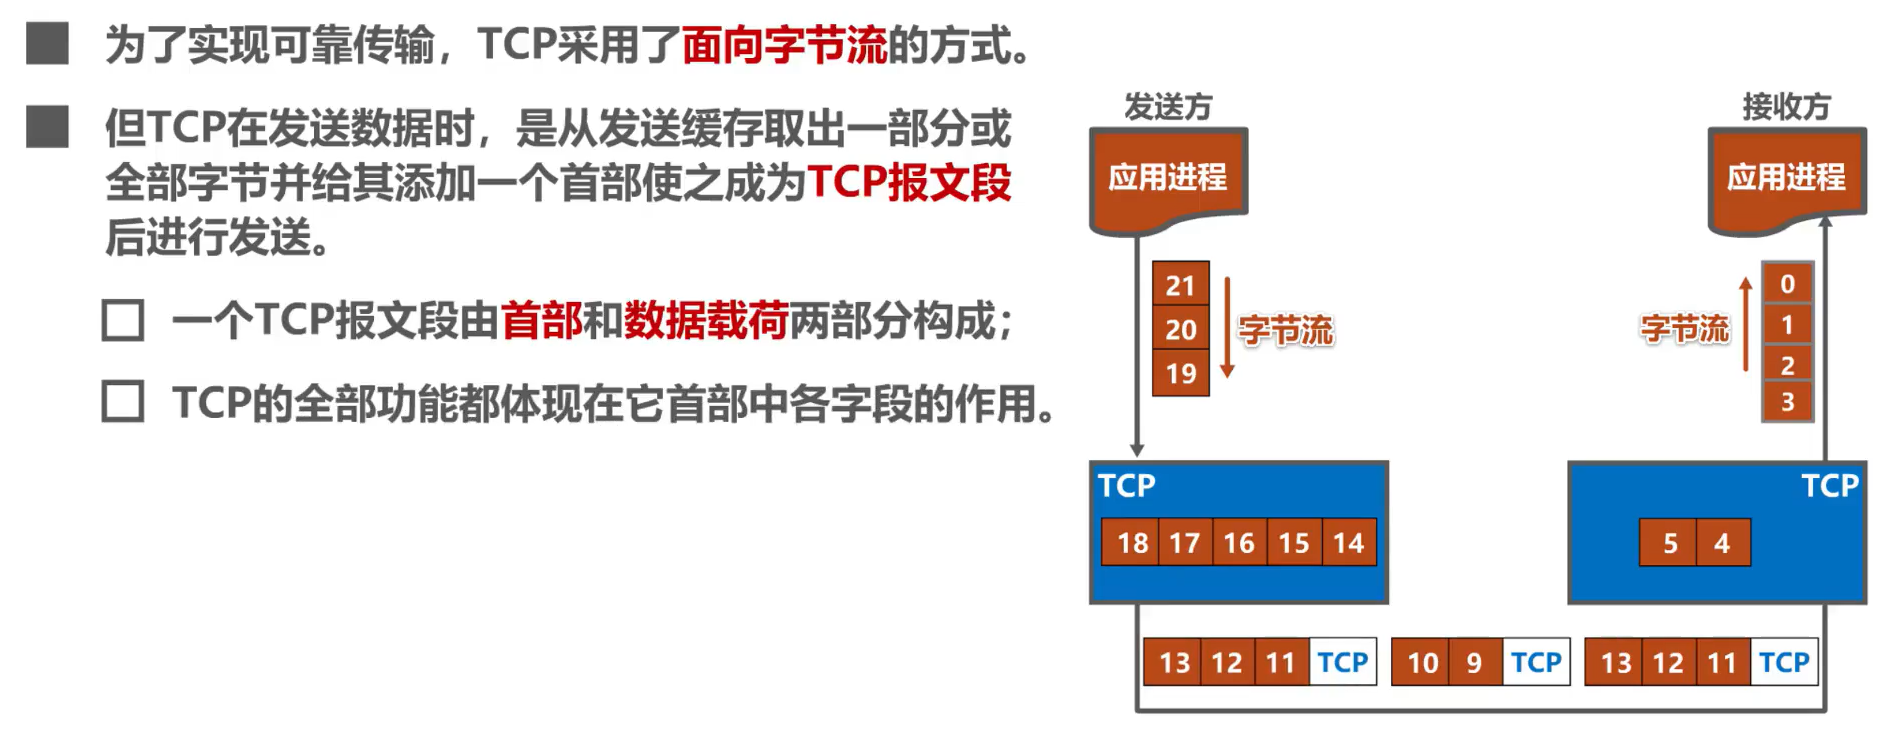 为了实现可靠传输，TCP采用了面向字节流的方式。
但TCP在发送数据时，是从发送缓存取出一部分或
全部字节并给其添加一个首部使之成为TCP报文段
后进行发送。
一个TCP报文段由首部和数据载荷两部分构成；
TCP的全部功能都体现在它首部中各字段的作用。
发送方
接收方
应用进程
应用进程
21
20
19
字节流
字节流
0
1
2
3
TCP
18 17 16 15 14
TCP
5 4
13 12 11 TCP
10 9 TCP
13 12 11 TCP